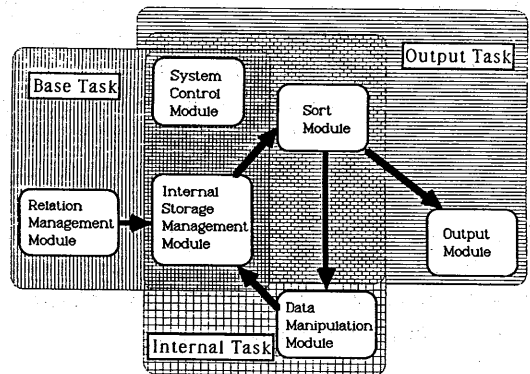 Base Task
System
Control
Module
Output Task
Sort
Module
Relation
Management
Module
Internal
Storage
Management
Module
Output
Module
Data
Manipulation
Module
Internal Task